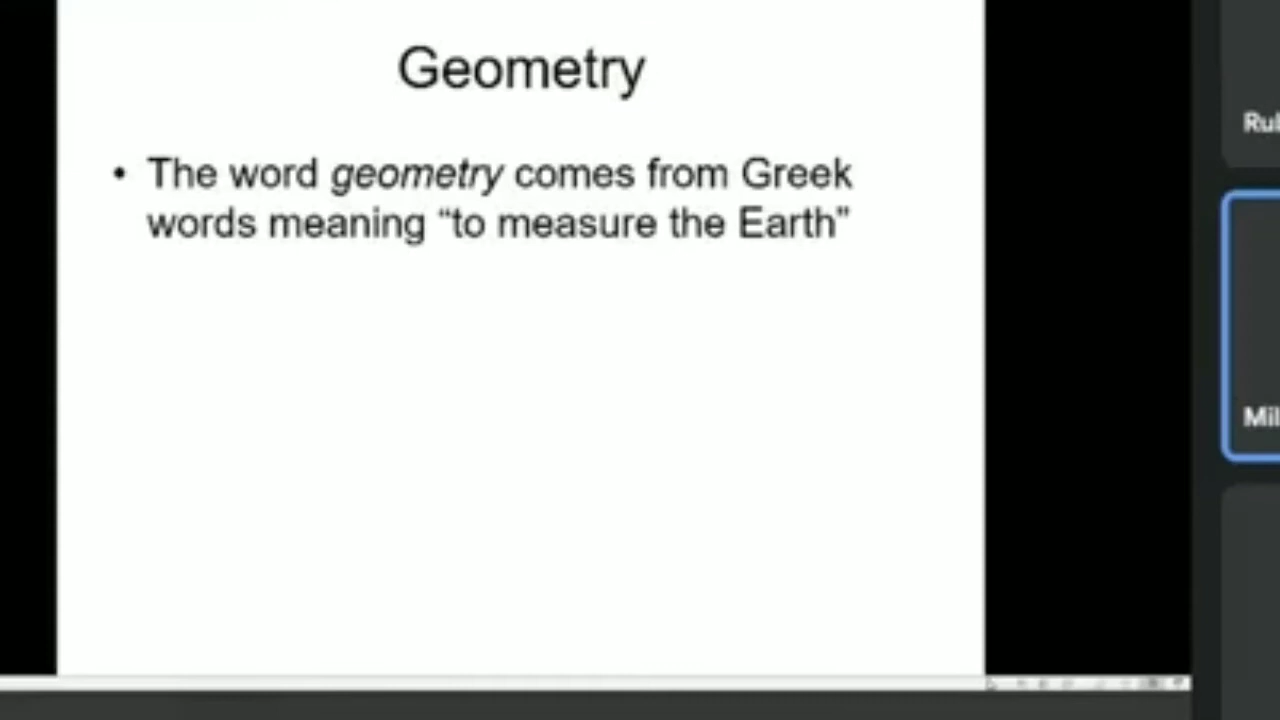 Geometry
• The word geometry comes from Greek
words meaning “to measure the Earth”